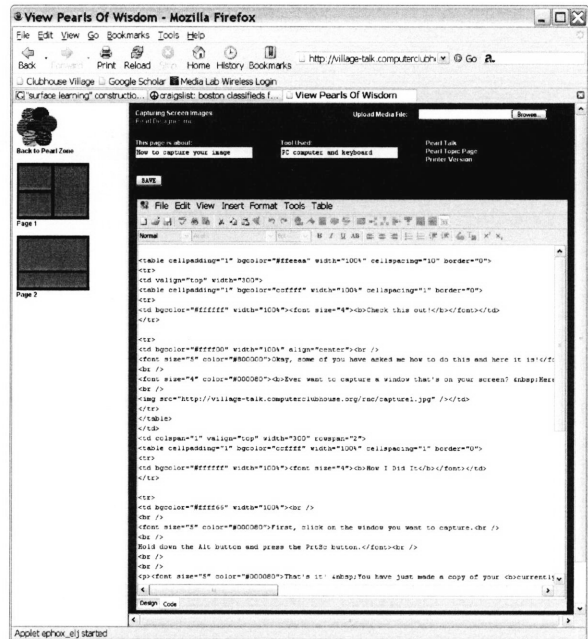 View Pearls Of Wisdom - Mozilla Firefox
File Edit View Go Bookmarks Tools Help
Back Print Reload Home History Bookmarks http://village-talk.computerclubh Go
Clubhouse Village Google Scholar Media Lab Wireless Login
"surface learning" constructio... craigslist: boston classifieds f... View Pearls Of Wisdom
Back to Pearl Zone
Page 1
Page 2
Capturing Screen Images
Upload Media File: Browse...
This page is about: Tool Used: Pearl Talk
How to capture your image PC computer and keyboard Pearl Topic Page
Printer Version
SAVE
File Edit View Insert Format Tools Table
Normal
<table cellpadding="1" bgcolor="#ffeeaa" width="100%" cellspacing="10" border="0">
<tr>
<td valign="top" width="300">
<table cellpadding="1" bgcolor="ccffff" width="100%" cellspacing="1" border="0">
<tr>
<td bgcolor="#ffffff" width="100%"><font size="4"><b>Check this out!</b></font></td>
</tr>
<tr>
<td bgcolor="#ffff00" width="100%" align="center"><br />
<font size="5" color="#800000">Okay, some of you have asked me how to do this and here it is!</fo
<br />
<font size="4" color="#000080"><b>Ever want to capture a window that's on your screen? &nbsp;Here
<br />
<img src="http://village-talk.computerclubhouse.org/rnc/capture1.jpg" /></td>
</tr>
</table>
</td>
<td colspan="1" valign="top" width="300" rowspan="2">
<table cellpadding="1" bgcolor="ccffff" width="100%" cellspacing="1" border="0">
<tr>
<td bgcolor="#ffffff" width="100%"><font size="4"><b>How I Did It</b></font></td>
</tr>
<tr>
<td bgcolor="#ffff66" width="100%"><br />
<br />
<font size="5" color="#000080">First, click on the window you want to capture.<br />
<br />
Hold down the Alt button and press the PrtSc button.</font><br />
<br />
<br />
<p><font size="5" color="#000080">That's it! &nbsp;You have just made a copy of your <b>currently
Design Code
Applet ephox_elj started